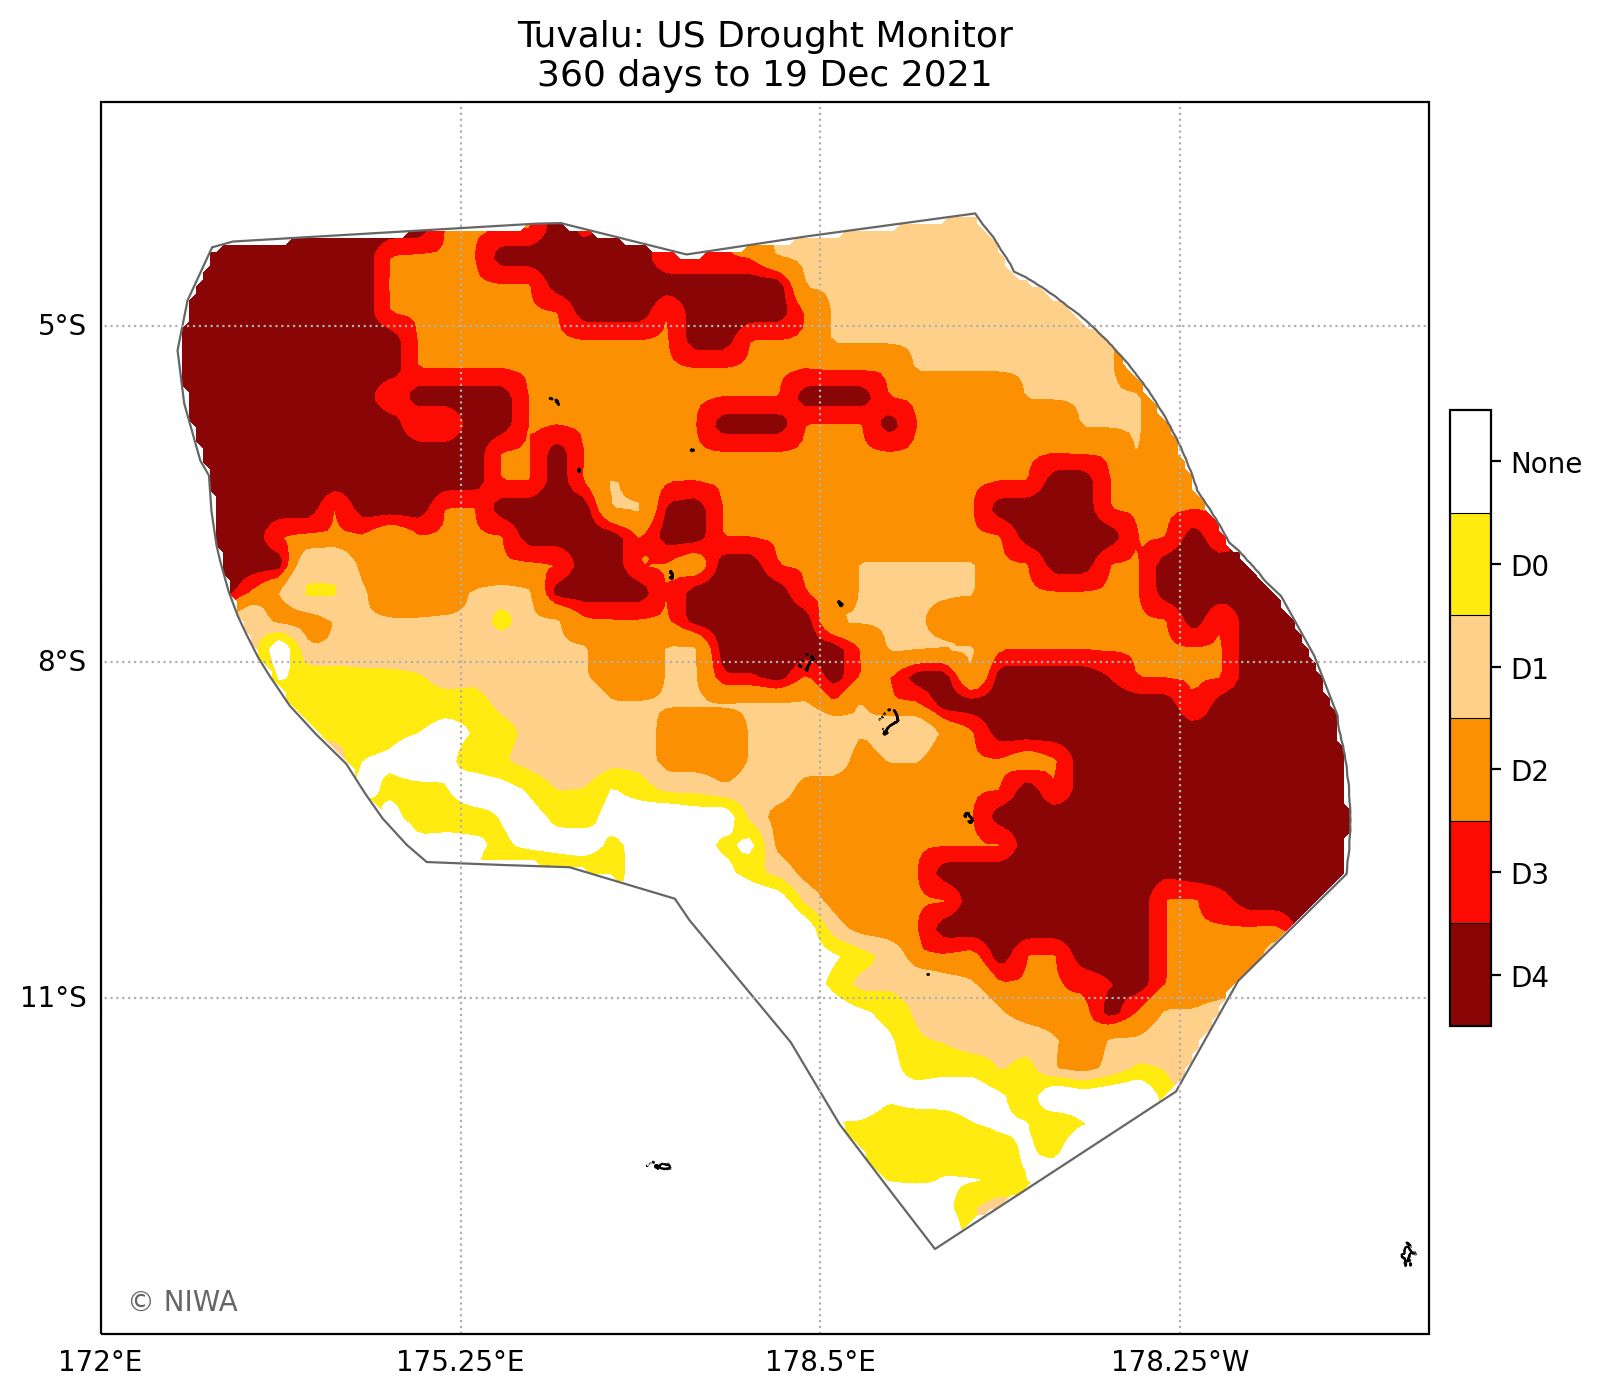 Tuvalu: US Drought Monitor
360 days to 19 Dec 2021
5°S
8°S
11°S
172°E
175.25°E
178.5°E
178.25°W
None
D0
D1
D2
D3
D4
© NIWA